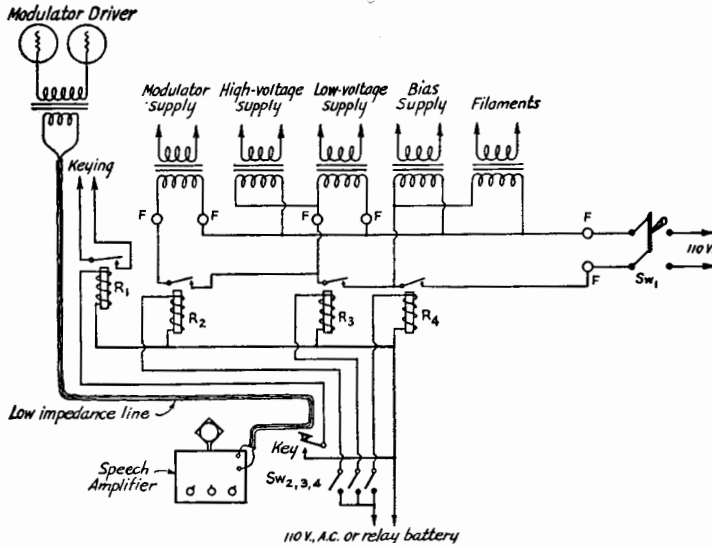 Modulator Driver
Modulator supply
High-voltage supply
Low-voltage supply
Bias Supply
Filaments
Keying
F
F
F
F
F
F
110 V.
Sw1
R1
R2
R3
R4
Low impedance line
Key
Speech Amplifier
Sw2,3,4
110 V., A.C. or relay battery